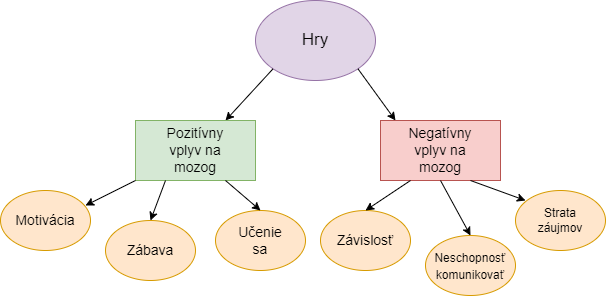 Hry
Pozitívny
vplyv na
mozog
Negatívny
vplyv na
mozog
Motivácia
Zábava
Učenie
sa
Závislosť
Neschopnosť
komunikovať
Strata
záujmov